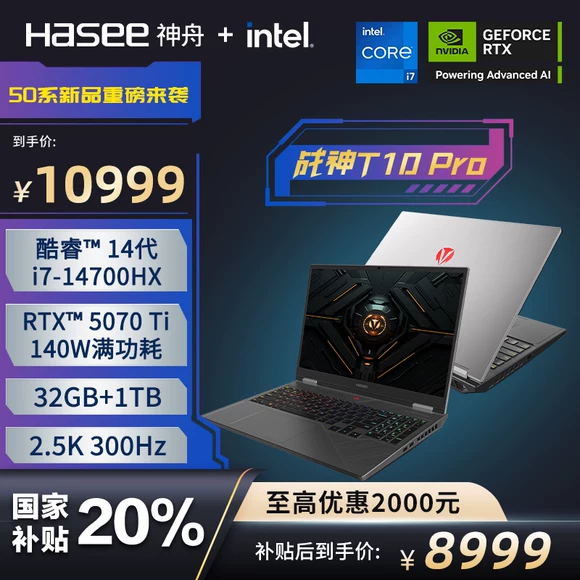 Hasee 神舟 + intel.
intel
CORE
i7
NVIDIA
GEFORCE
RTX
Powering Advanced AI
50系新品重磅来袭
到手价:
¥10999
战神T10 Pro
酷睿™ 14代
i7-14700HX
RTX™ 5070 Ti
140W满功耗
32GB+1TB
2.5K 300Hz
国家
补贴
20%
至高优惠2000元
补贴后到手价: ¥8999